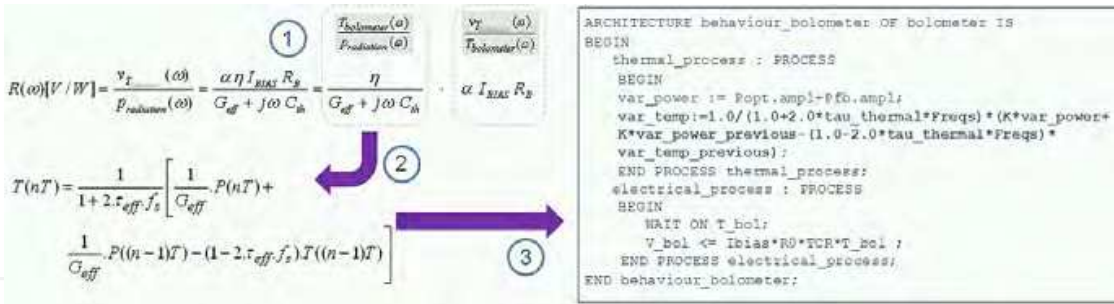 1
T_bolometer(ω) / p_radiation(ω)
v_T (ω) / T_bolometer(ω)
R(ω)[V/W] = v_T (ω) / p_radiation(ω) = α η I_BIAS R_B / G_eff + jω C_th = η / G_eff + jω C_th · α I_BIAS R_B
2
T(nT) = 1 / 1 + 2.τ_eff.f_s [ 1 / G_eff .P(nT) +
1 / G_eff .P((n−1)T) − (1−2.τ_eff.f_s).T((n−1)T) ]
3
ARCHITECTURE behaviour_bolometer OF bolometer IS
BEGIN
thermal_process : PROCESS
BEGIN
var_power := Popt.ampl-Pfb.ampl;
var_temp:=1.0/(1.0+2.0*tau_thermal*Freqs)*(K*var_power+
K*var_power_previous-(1.0-2.0*tau_thermal*Freqs)*
var_temp_previous);
END PROCESS thermal_process;
electrical_process : PROCESS
BEGIN
WAIT ON T_bol;
V_bol <= Ibias*R0*TCR*T_bol ;
END PROCESS electrical_process;
END behaviour_bolometer;